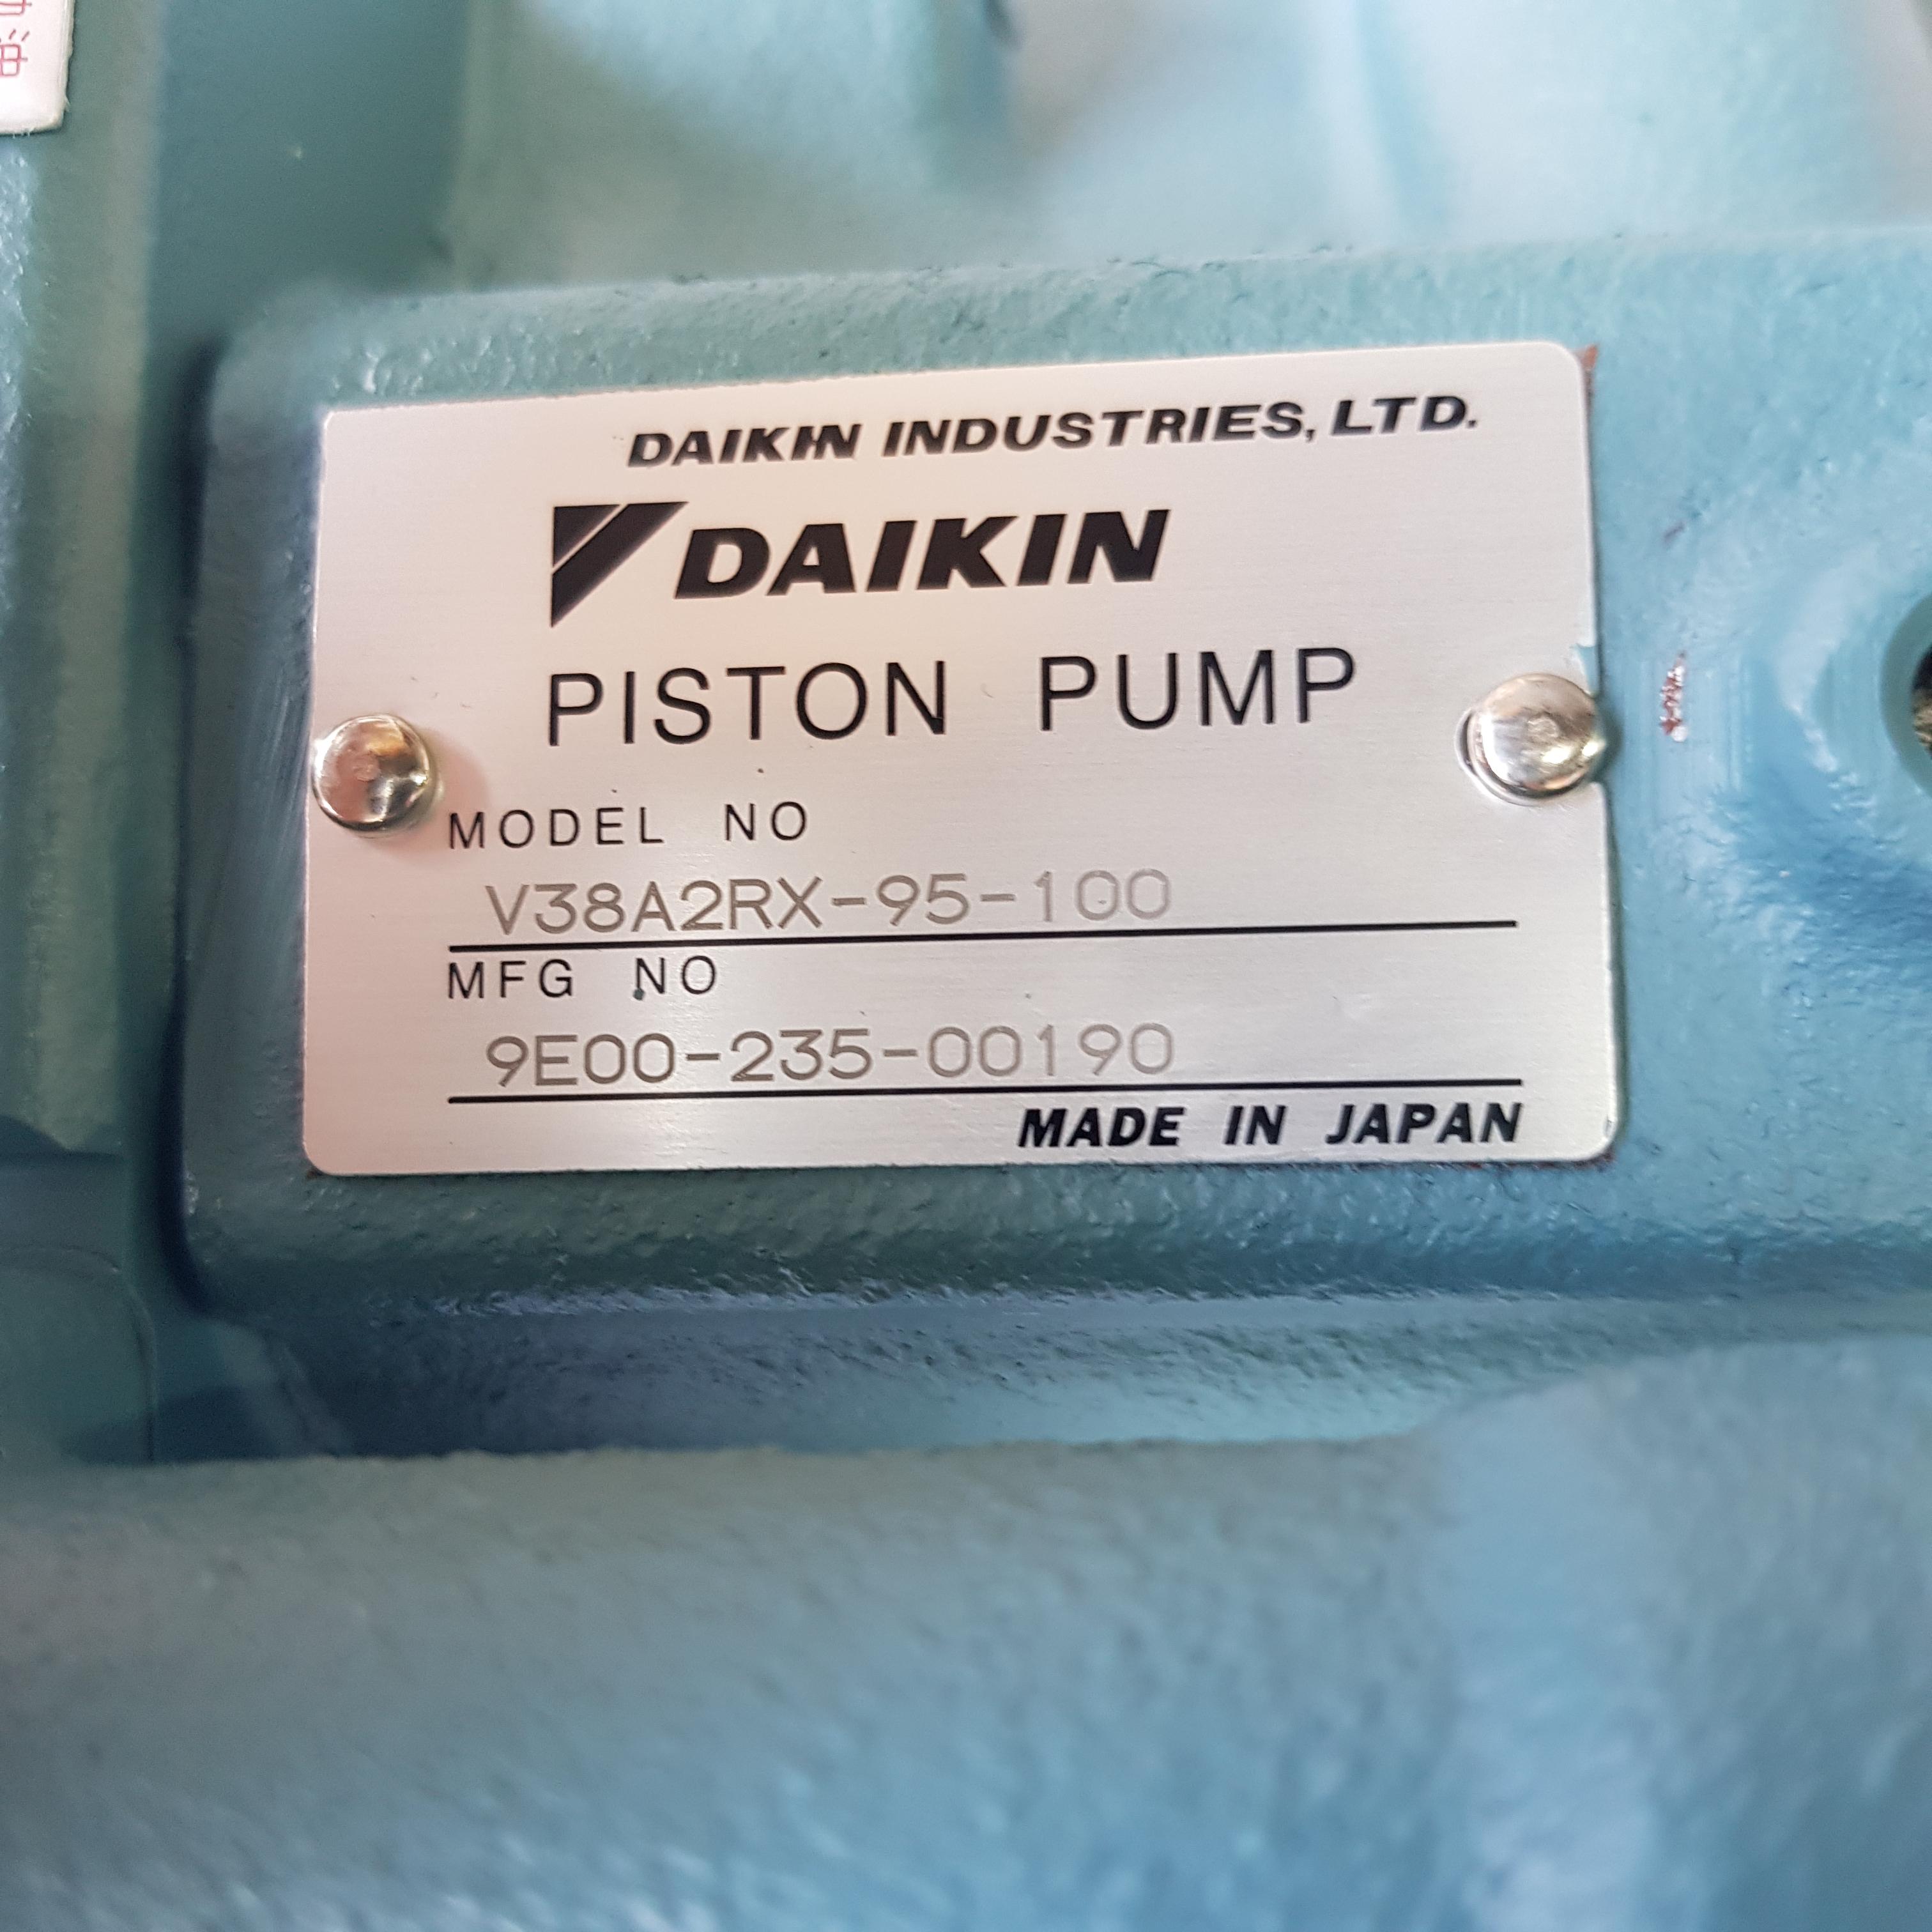 DAIKIN INDUSTRIES, LTD.
DAIKIN
PISTON PUMP
MODEL NO
V38A2RX-95-100
MFG NO
9E00-235-00190
MADE IN JAPAN